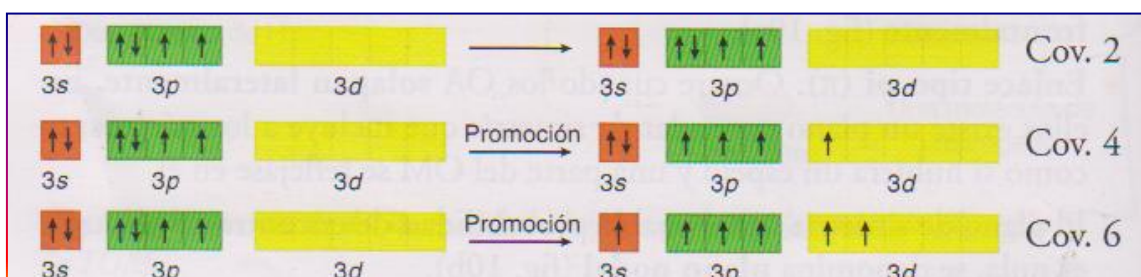 ↑↓ ↑↓ ↑ ↑ → ↑↓ ↑↓ ↑ ↑ Cov. 2
3s 3p 3d 3s 3p 3d
Promoción
↑↓ ↑↓ ↑ ↑ → ↑↓ ↑ ↑ ↑ ↑ Cov. 4
3s 3p 3d 3s 3p 3d
Promoción
↑↓ ↑↓ ↑ ↑ → ↑ ↑ ↑ ↑ ↑ ↑ Cov. 6
3s 3p 3d 3s 3p 3d